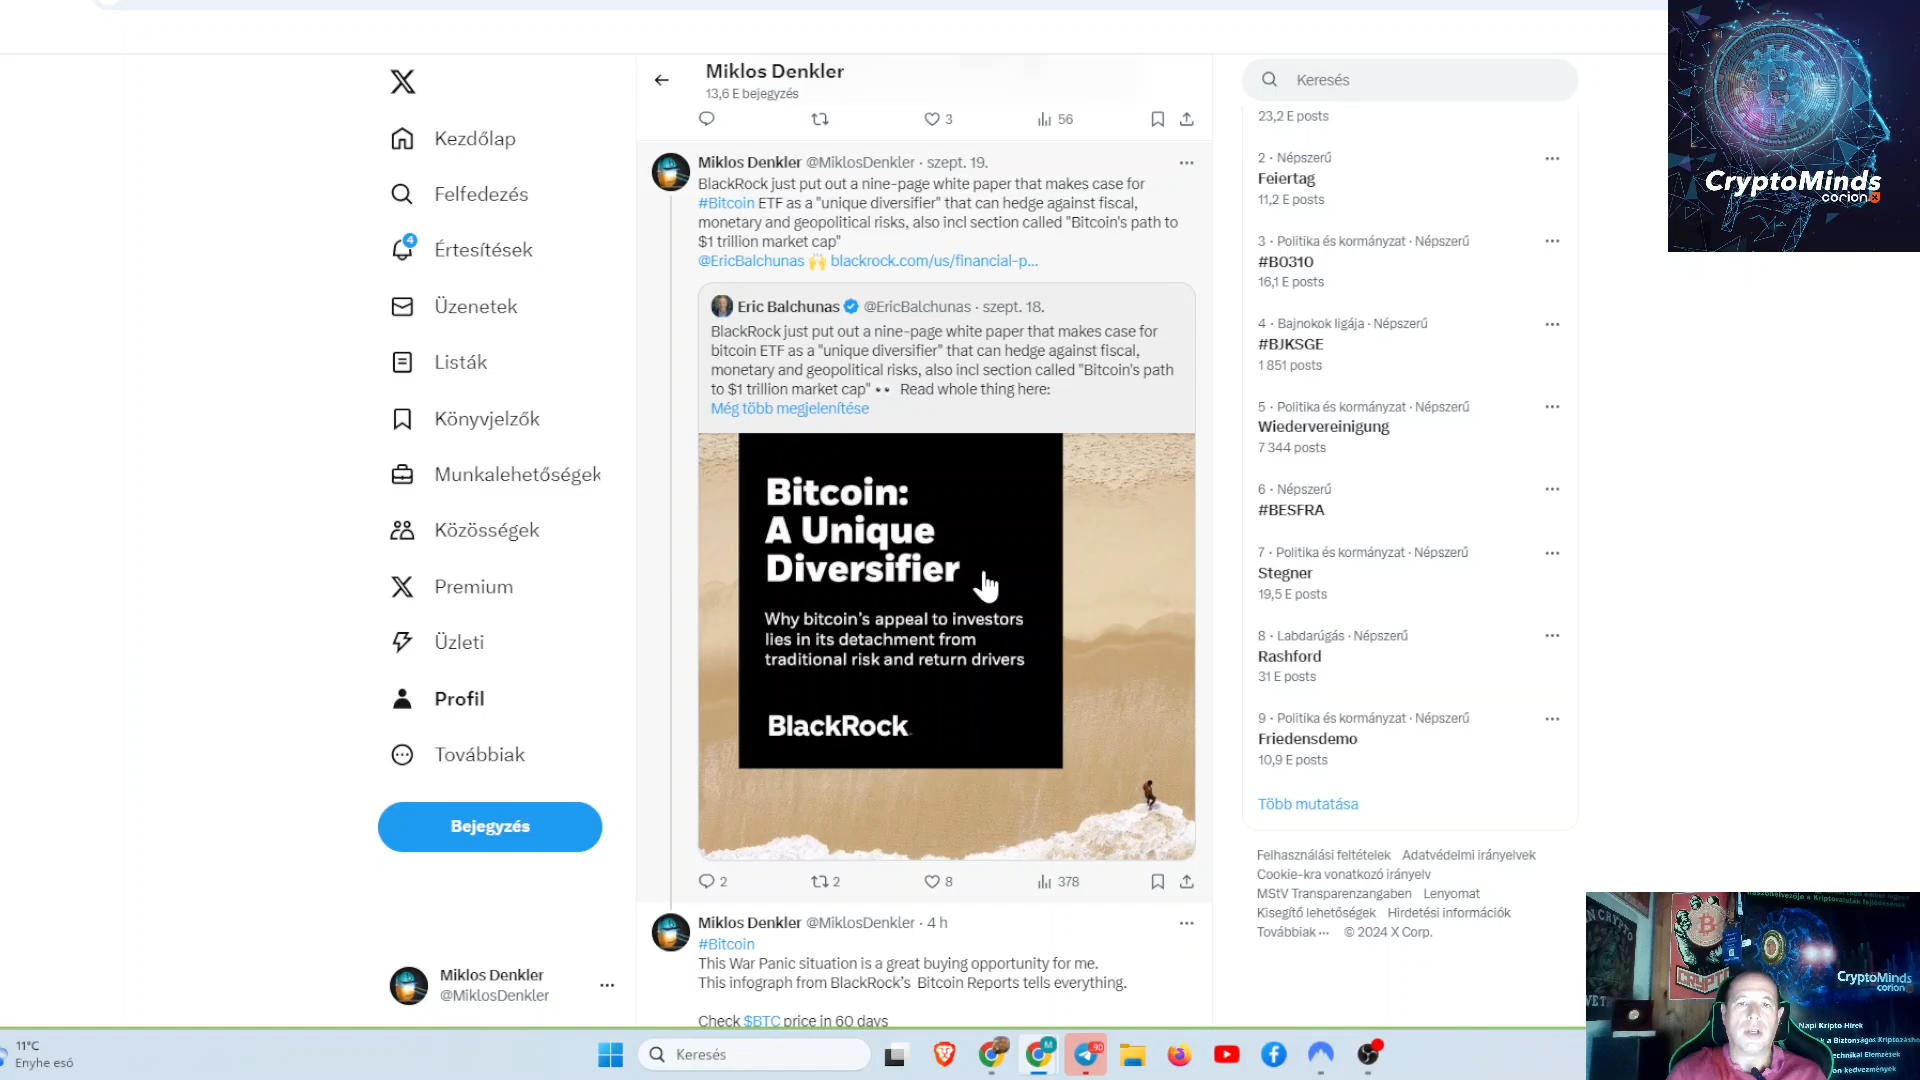 Miklos Denkler
13,6 E bejegyzés
3
56
Kezdőlap
Felfedezés
4
Értesítések
Üzenetek
Listák
Könyvjelzők
Munkalehetőségek
Közösségek
Premium
Üzleti
Profil
Továbbiak
Bejegyzés
Miklos Denkler
@MiklosDenkler
Miklos Denkler @MiklosDenkler · szept. 19.
BlackRock just put out a nine-page white paper that makes case for
#Bitcoin ETF as a "unique diversifier" that can hedge against fiscal,
monetary and geopolitical risks, also incl section called "Bitcoin's path to
$1 trillion market cap"
@EricBalchunas 🙌 blackrock.com/us/financial-p...
Eric Balchunas @EricBalchunas · szept. 18.
BlackRock just put out a nine-page white paper that makes case for
bitcoin ETF as a "unique diversifier" that can hedge against fiscal,
monetary and geopolitical risks, also incl section called "Bitcoin's path
to $1 trillion market cap" 👀 Read whole thing here:
Még több megjelenítése
Bitcoin:
A Unique
Diversifier
Why bitcoin's appeal to investors
lies in its detachment from
traditional risk and return drivers
BlackRock
2
2
8
378
Miklos Denkler @MiklosDenkler · 4 h
#Bitcoin
This War Panic situation is a great buying opportunity for me.
This infograph from BlackRock's Bitcoin Reports tells everything.
Check $BTC price in 60 days
Keresés
23,2 E posts
2 · Népszerű
Feiertag
11,2 E posts
3 · Politika és kormányzat · Népszerű
#B0310
16,1 E posts
4 · Bajnokok ligája · Népszerű
#BJKSGE
1 851 posts
5 · Politika és kormányzat · Népszerű
Wiedervereinigung
7 344 posts
6 · Népszerű
#BESFRA
7 · Politika és kormányzat · Népszerű
Stegner
19,5 E posts
8 · Labdarúgás · Népszerű
Rashford
31 E posts
9 · Politika és kormányzat · Népszerű
Friedensdemo
10,9 E posts
Több mutatása
Felhasználási feltételek Adatvédelmi irányelvek
Cookie-kra vonatkozó irányelv
MStV Transparenzangaben Lenyomat
Kisegítő lehetőségek Hirdetési információk
Továbbiak ··· © 2024 X Corp.
CryptoMinds
corion
CryptoMinds
corion
Napi Kripto Hírek
k a Biztonságos Kriptózásho
echnikai Elemzések
on kedvezmények
11°C
Enyhe eső
Keresés
M
90